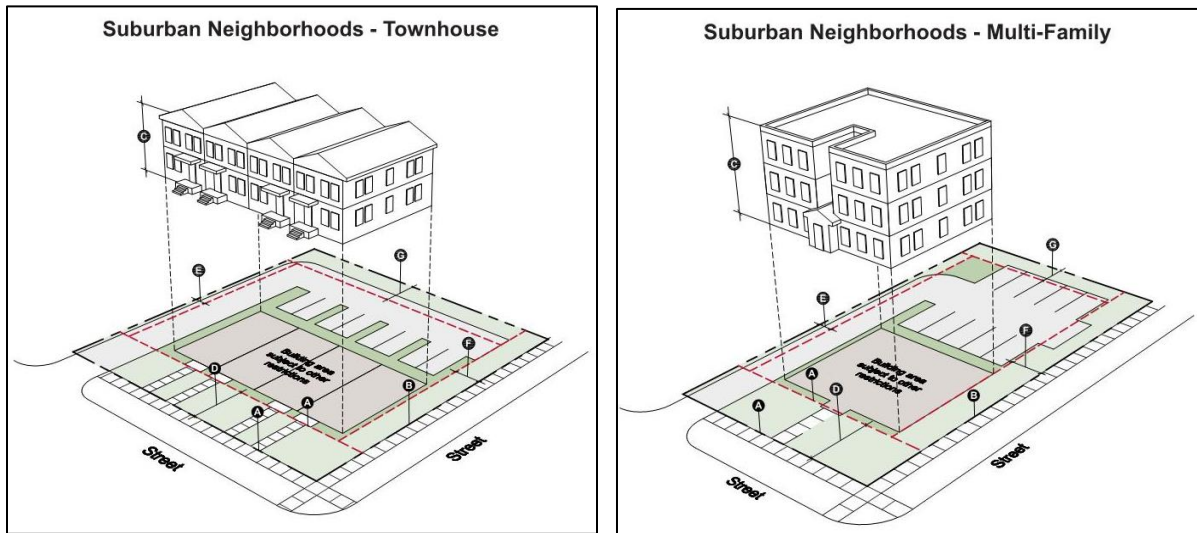 Suburban Neighborhoods - Townhouse
C
E
G
D
F
B
A
A
Building area
subject to other
restrictions
Street
Street
Suburban Neighborhoods - Multi-Family
C
G
E
F
A
D
B
A
Building area
subject to other
restrictions
Street
Street